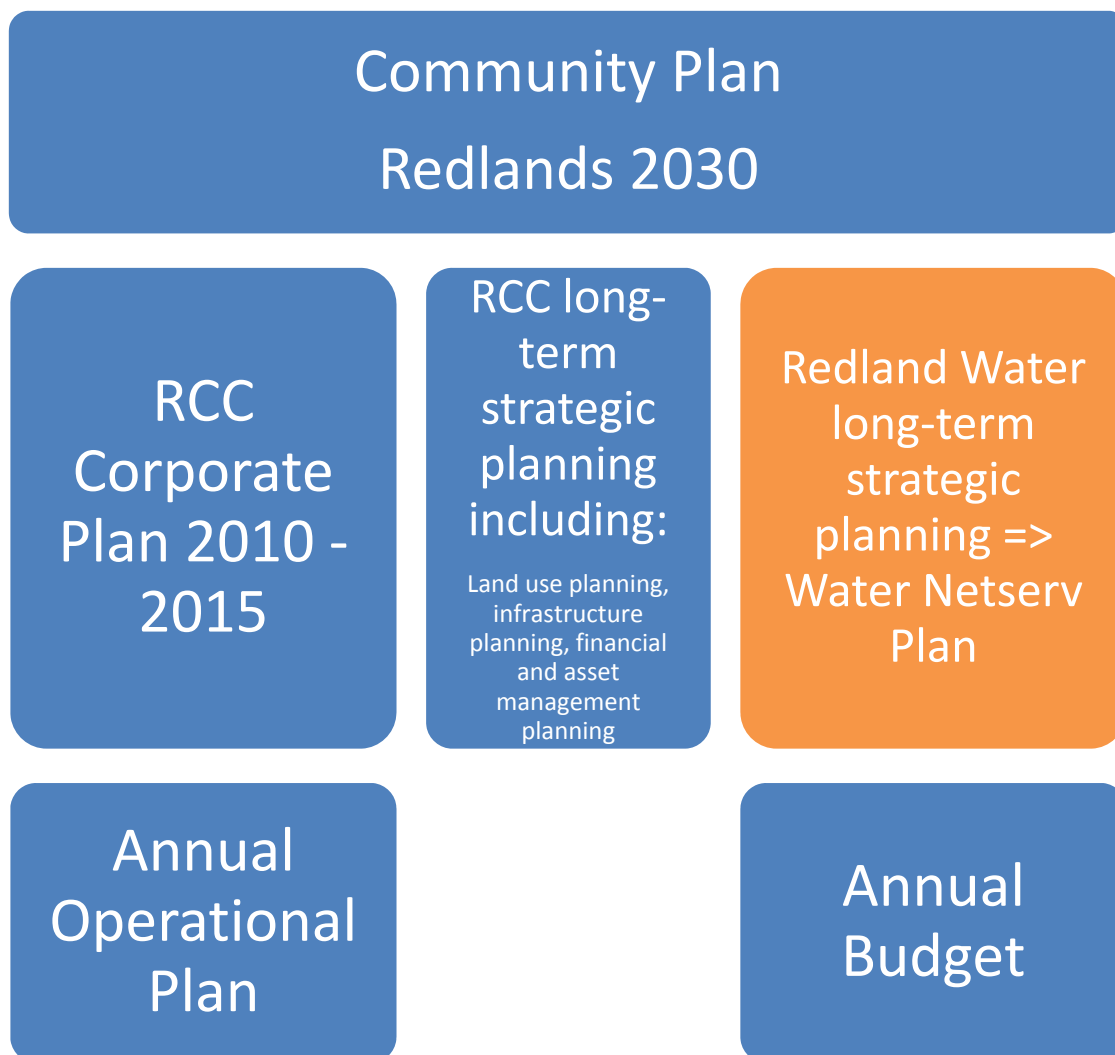 Community Plan
Redlands 2030
RCC
Corporate
Plan 2010 -
2015
RCC long-
term
strategic
planning
including:
Land use planning,
infrastructure
planning, financial
and asset
management
planning
Redland Water
long-term
strategic
planning =>
Water Netserv
Plan
Annual
Operational
Plan
Annual
Budget